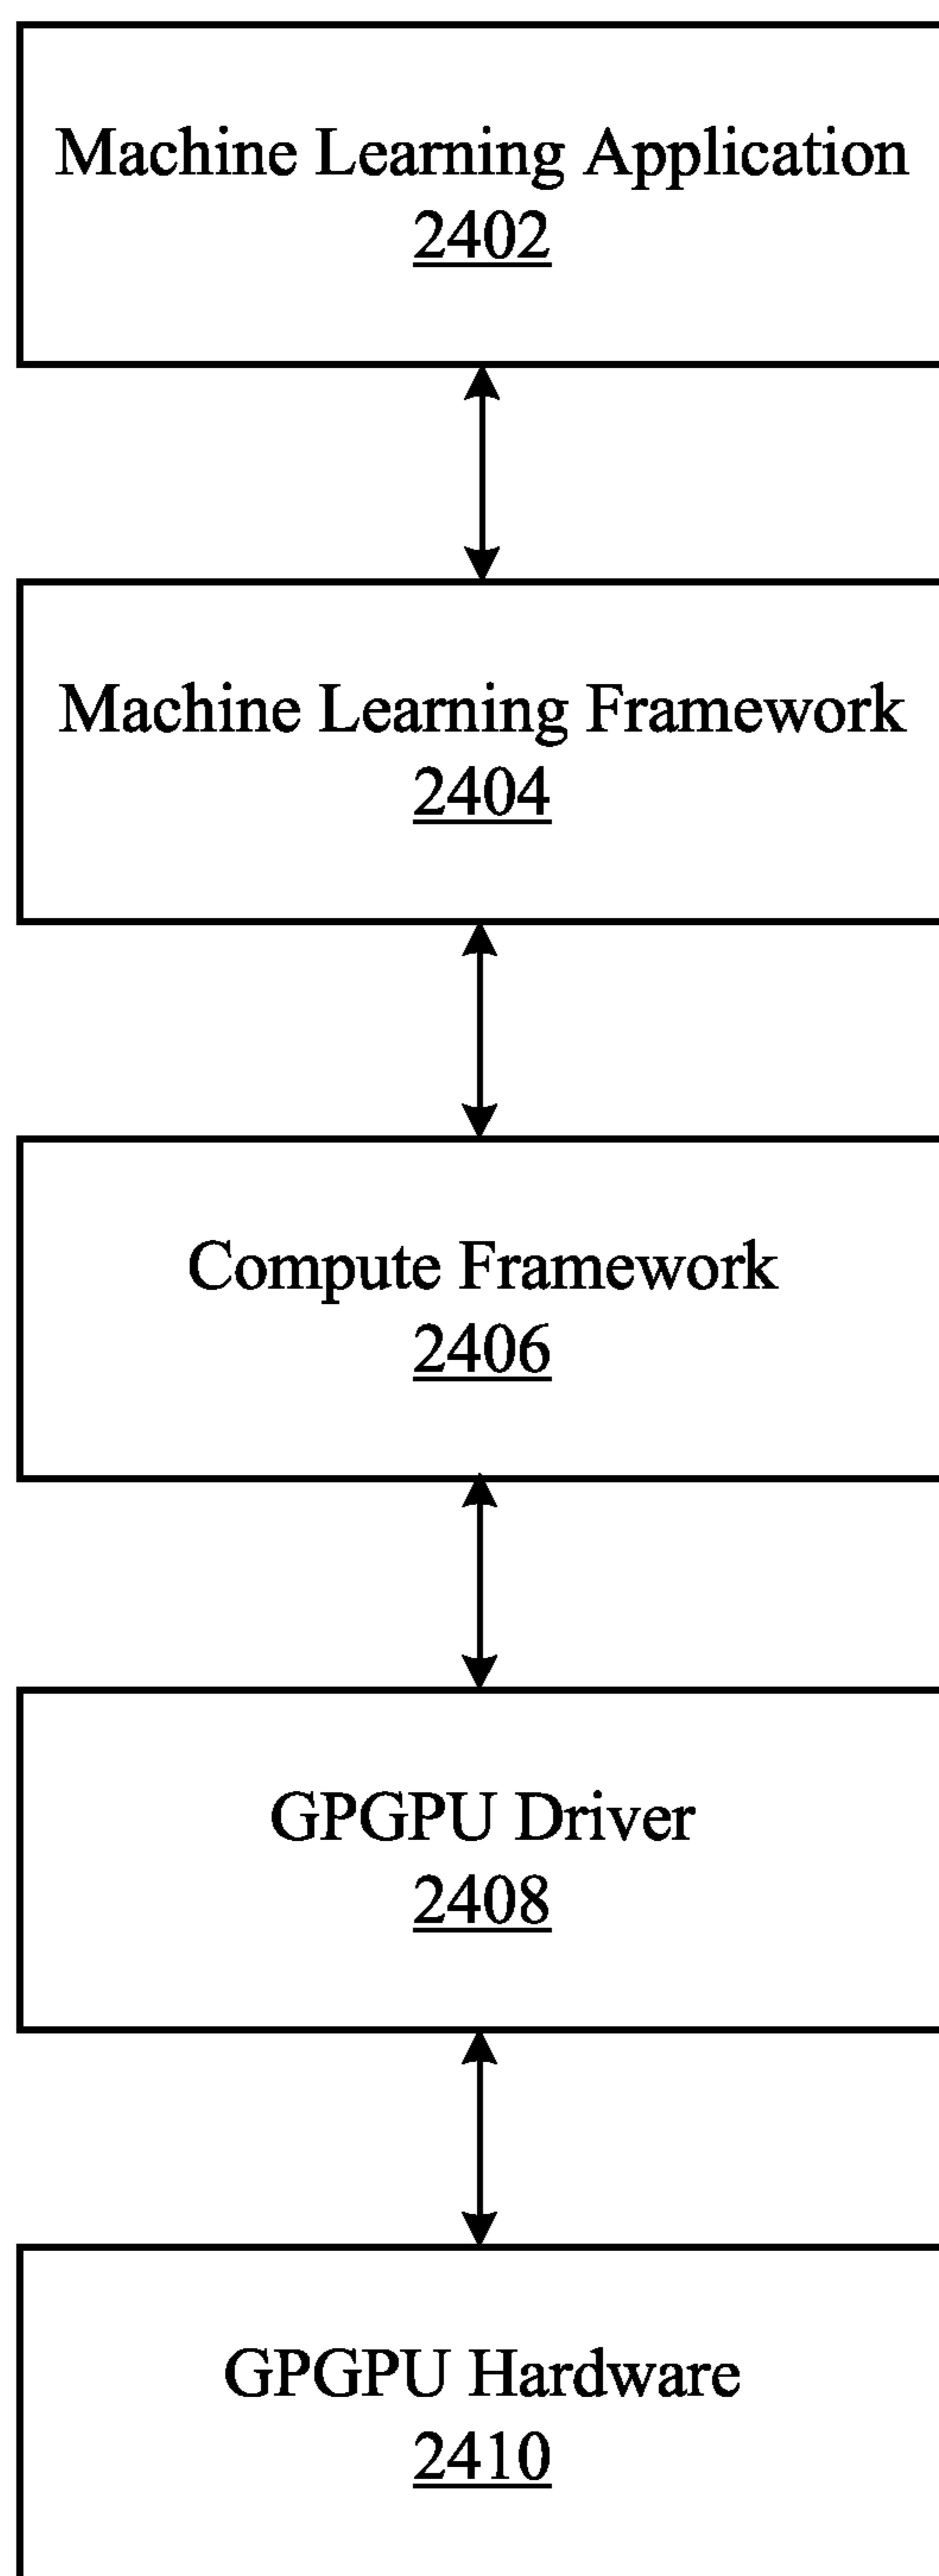 Machine Learning Application
2402
Machine Learning Framework
2404
Compute Framework
2406
GPGPU Driver
2408
GPGPU Hardware
2410